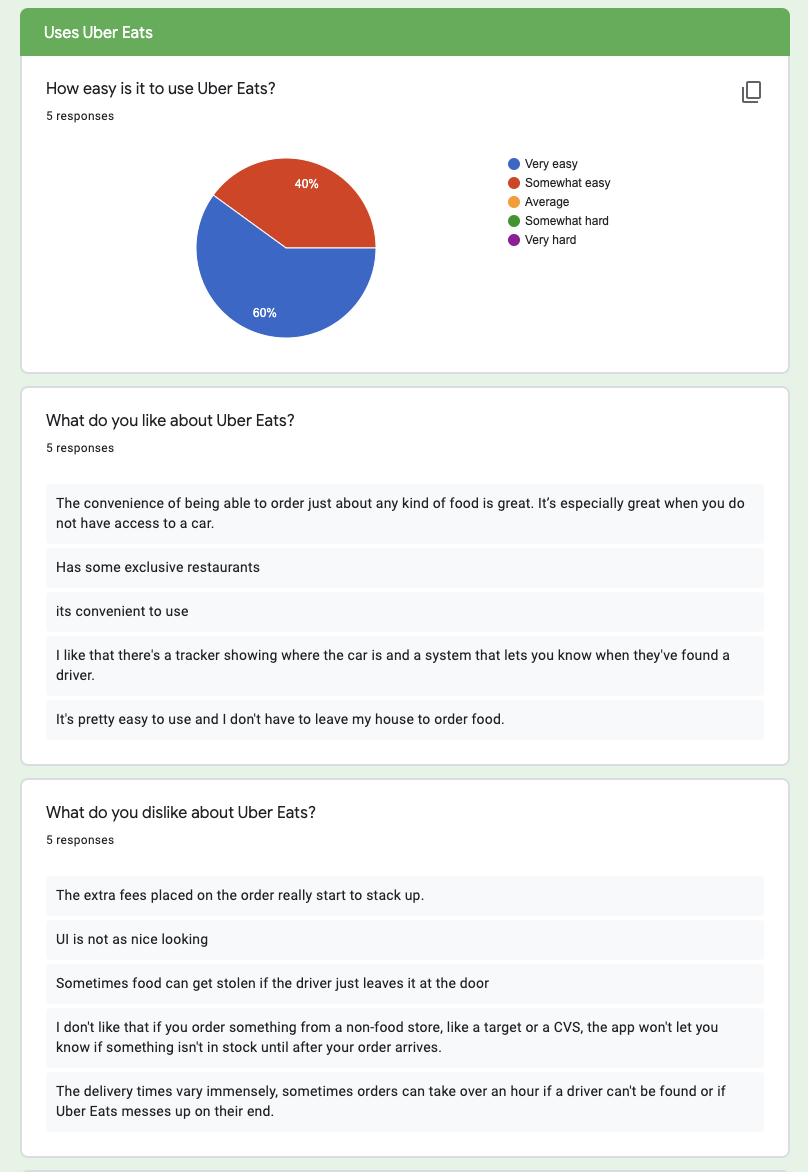 Uses Uber Eats
How easy is it to use Uber Eats?
5 responses
40%
60%
Very easy
Somewhat easy
Average
Somewhat hard
Very hard
What do you like about Uber Eats?
5 responses
The convenience of being able to order just about any kind of food is great. It’s especially great when you do
not have access to a car.
Has some exclusive restaurants
its convenient to use
I like that there's a tracker showing where the car is and a system that lets you know when they've found a
driver.
It's pretty easy to use and I don't have to leave my house to order food.
What do you dislike about Uber Eats?
5 responses
The extra fees placed on the order really start to stack up.
UI is not as nice looking
Sometimes food can get stolen if the driver just leaves it at the door
I don't like that if you order something from a non-food store, like a target or a CVS, the app won't let you
know if something isn't in stock until after your order arrives.
The delivery times vary immensely, sometimes orders can take over an hour if a driver can't be found or if
Uber Eats messes up on their end.